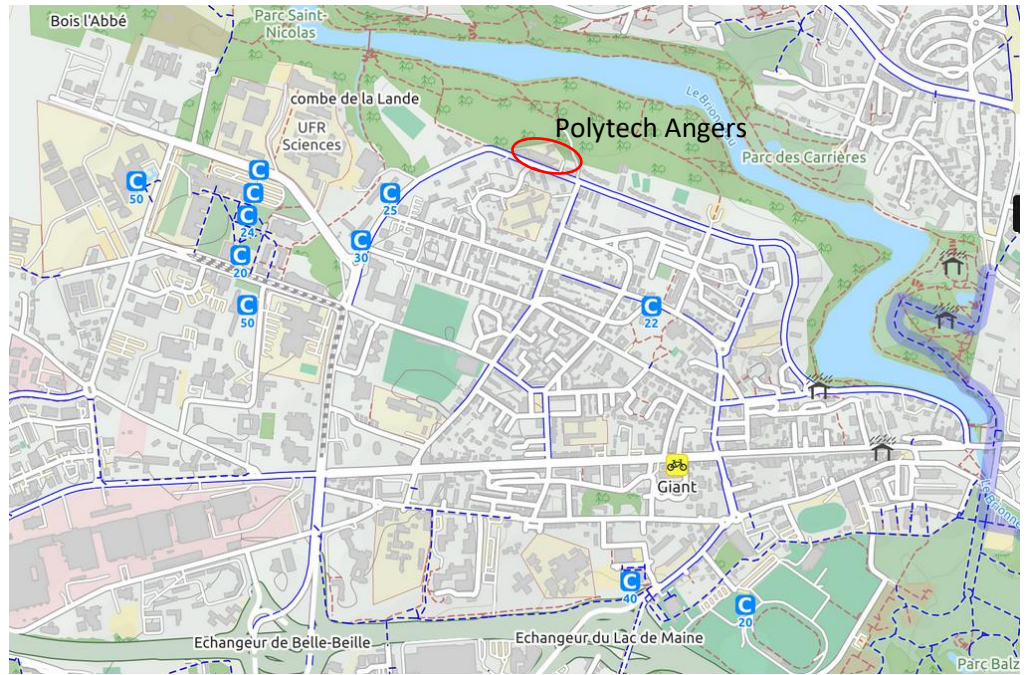 Bois l'Abbé
Parc Saint-
Nicolas
combe de la Lande
UFR
Sciences
Polytech Angers
Le Brionneau
Parc des Carrières
C
50
C
C
C
24
C
20
C
50
C
25
C
30
C
22
Giant
C
40
C
20
Echangeur de Belle-Beille
Echangeur du Lac de Maine
le Brionne
Parc Balz